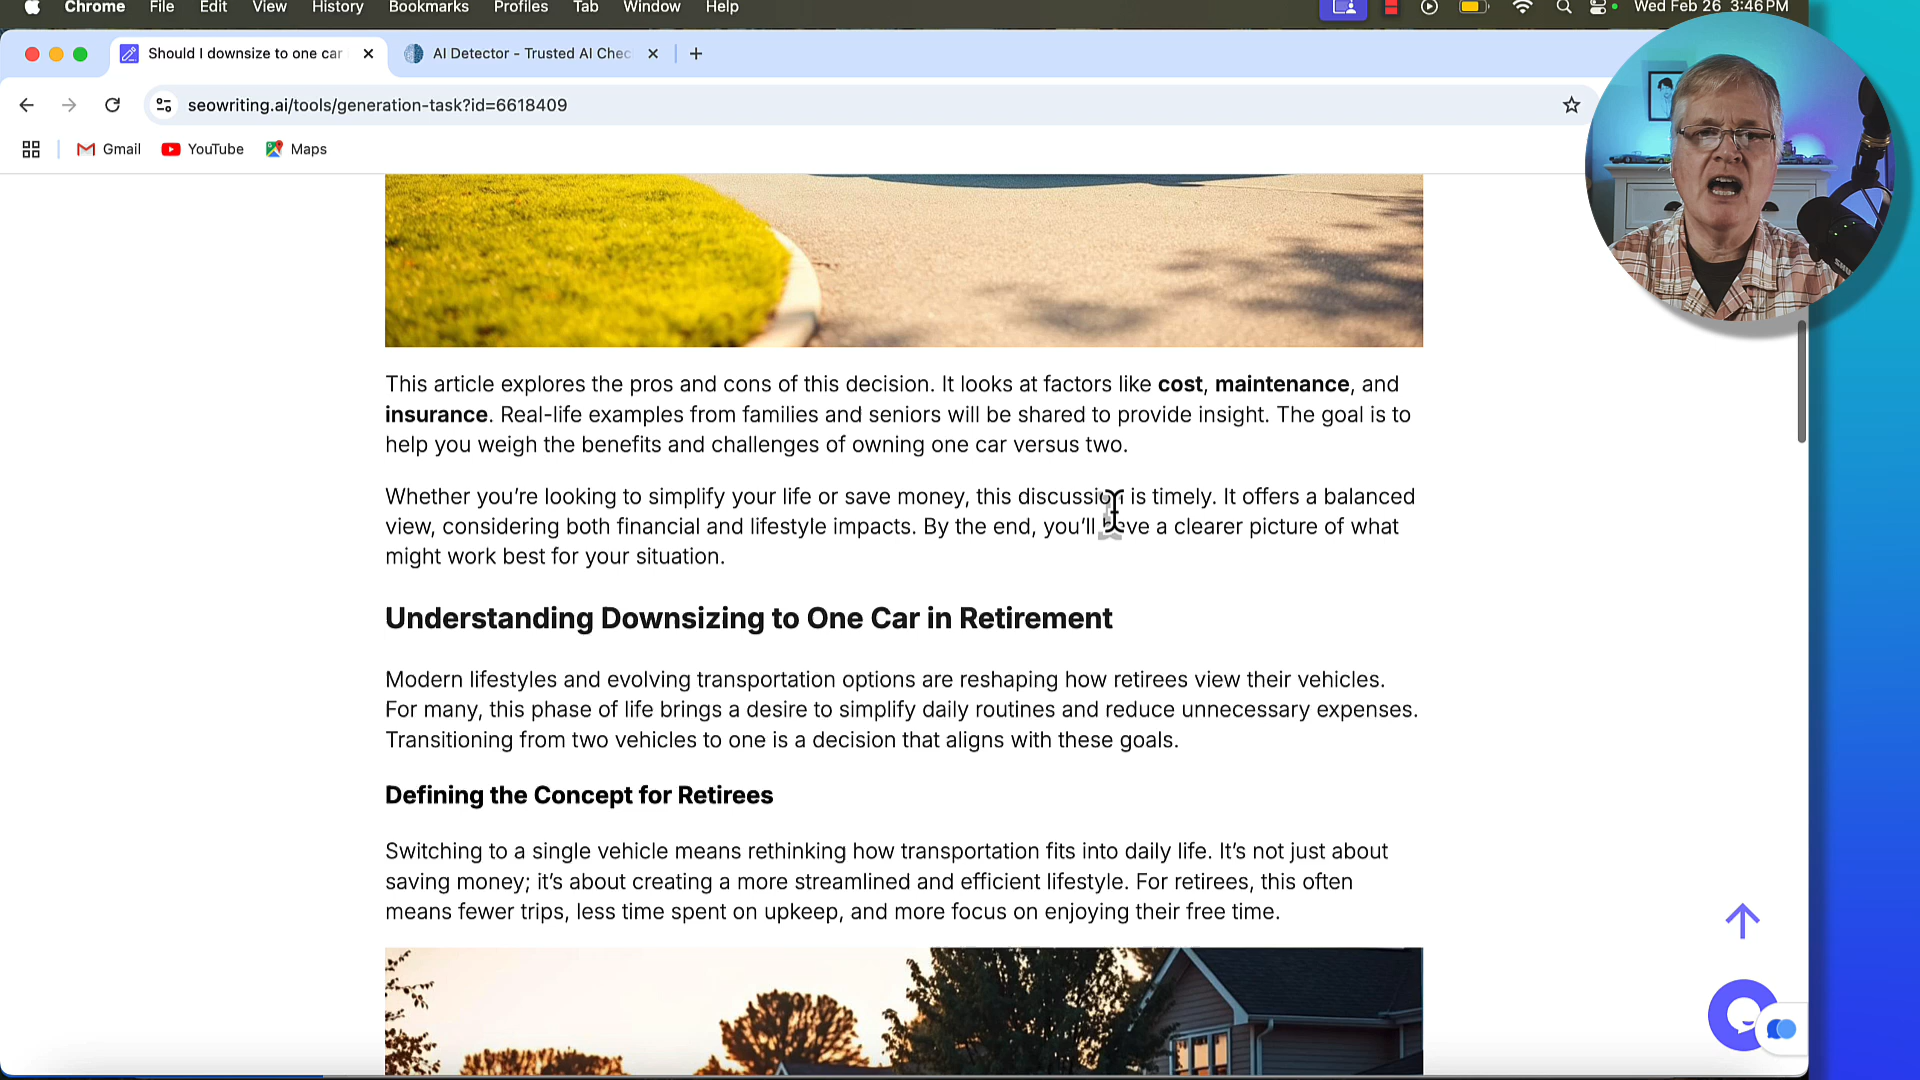 Chrome File Edit View History Bookmarks Profiles Tab Window Help Wed Feb 26 3:46 PM
Should I downsize to one car AI Detector - Trusted AI Chec
seowriting.ai/tools/generation-task?id=6618409
Gmail YouTube Maps
This article explores the pros and cons of this decision. It looks at factors like cost, maintenance, and
insurance. Real-life examples from families and seniors will be shared to provide insight. The goal is to
help you weigh the benefits and challenges of owning one car versus two.
Whether you're looking to simplify your life or save money, this discussion is timely. It offers a balanced
view, considering both financial and lifestyle impacts. By the end, you'll have a clearer picture of what
might work best for your situation.
Understanding Downsizing to One Car in Retirement
Modern lifestyles and evolving transportation options are reshaping how retirees view their vehicles.
For many, this phase of life brings a desire to simplify daily routines and reduce unnecessary expenses.
Transitioning from two vehicles to one is a decision that aligns with these goals.
Defining the Concept for Retirees
Switching to a single vehicle means rethinking how transportation fits into daily life. It's not just about
saving money; it's about creating a more streamlined and efficient lifestyle. For retirees, this often
means fewer trips, less time spent on upkeep, and more focus on enjoying their free time.